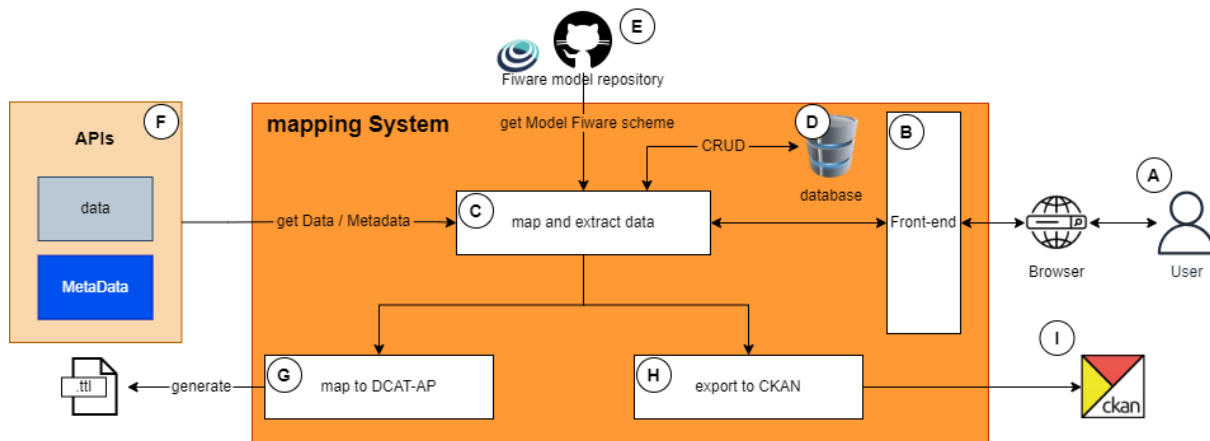 E
Fiware model repository
F
APIs
data
MetaData
mapping System
get Model Fiware scheme
D
CRUD
database
B
Front-end
A
Browser
User
get Data / Metadata
C
map and extract data
I
ckan
.ttl
generate
G
map to DCAT-AP
H
export to CKAN